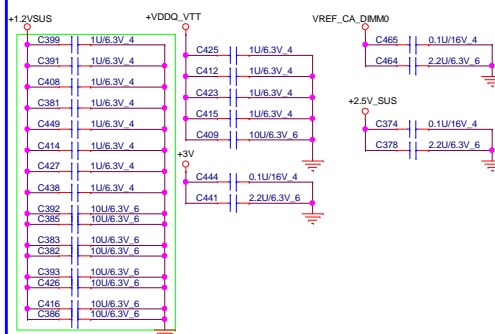 +1.2VSUS
C399 1U/6.3V_4
C391 1U/6.3V_4
C408 1U/6.3V_4
C381 1U/6.3V_4
C449 1U/6.3V_4
C414 1U/6.3V_4
C427 1U/6.3V_4
C438 1U/6.3V_4
C392 10U/6.3V_6
C385 10U/6.3V_6
C383 10U/6.3V_6
C382 10U/6.3V_6
C393 10U/6.3V_6
C426 10U/6.3V_6
C416 10U/6.3V_6
C386 10U/6.3V_6
+VDDQ_VTT
C425 1U/6.3V_4
C412 1U/6.3V_4
C423 1U/6.3V_4
C415 1U/6.3V_4
C409 10U/6.3V_6
+3V
C444 0.1U/16V_4
C441 2.2U/6.3V_6
VREF_CA_DIMM0
C465 0.1U/16V_4
C464 2.2U/6.3V_6
+2.5V_SUS
C374 0.1U/16V_4
C378 2.2U/6.3V_6